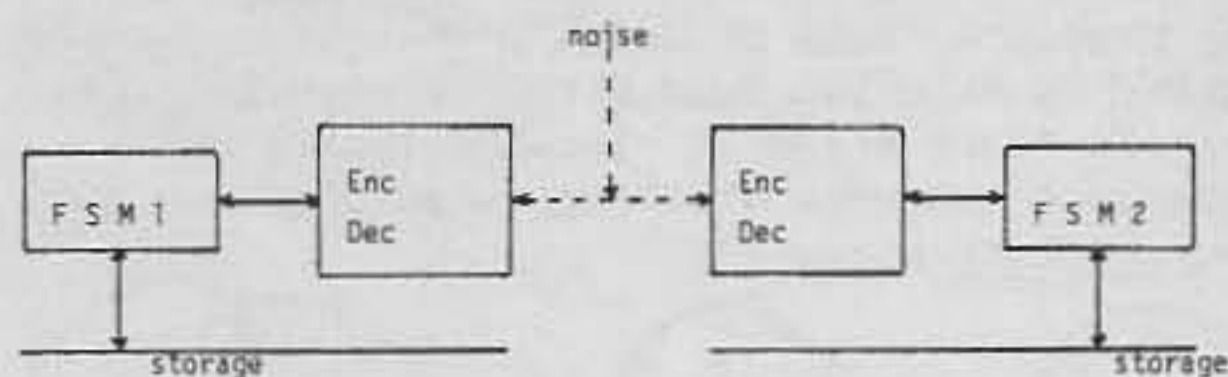 noise
Enc
Dec
Enc
Dec
F S M 1
F S M 2
storage
storage